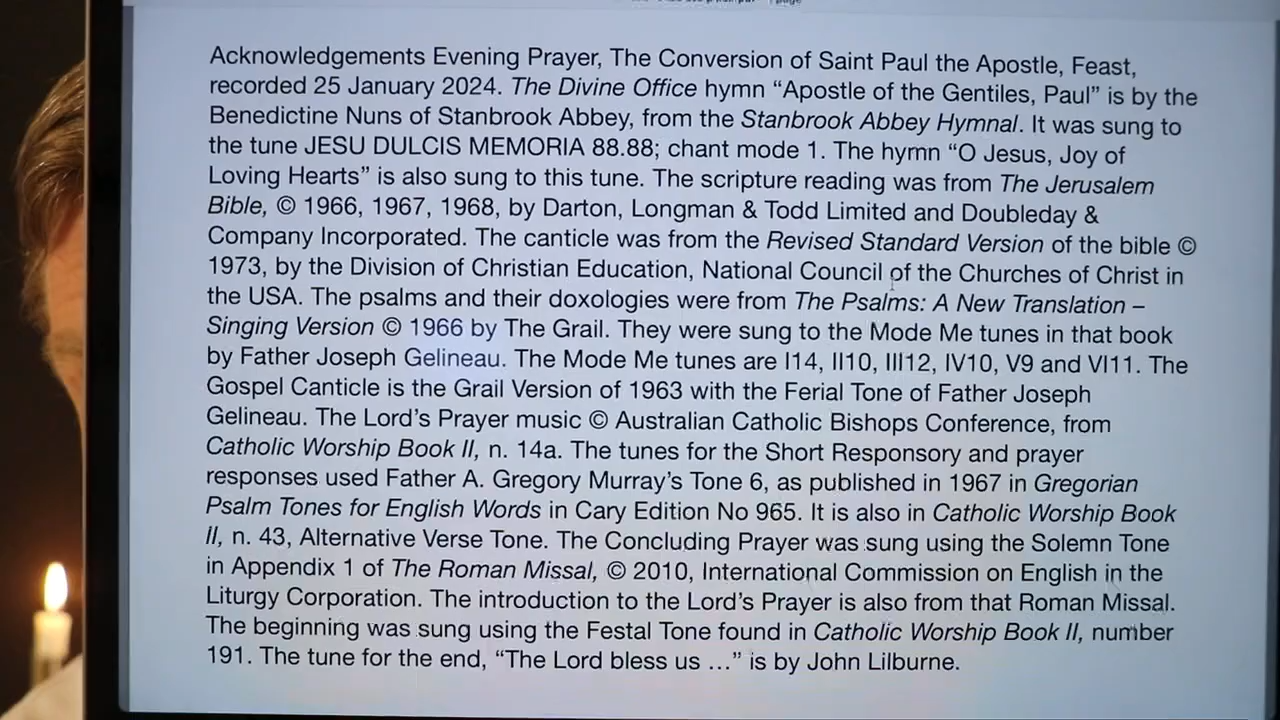 page
Acknowledgements Evening Prayer, The Conversion of Saint Paul the Apostle, Feast,
recorded 25 January 2024. The Divine Office hymn “Apostle of the Gentiles, Paul” is by the
Benedictine Nuns of Stanbrook Abbey, from the Stanbrook Abbey Hymnal. It was sung to
the tune JESU DULCIS MEMORIA 88.88; chant mode 1. The hymn “O Jesus, Joy of
Loving Hearts” is also sung to this tune. The scripture reading was from The Jerusalem
Bible, © 1966, 1967, 1968, by Darton, Longman & Todd Limited and Doubleday &
Company Incorporated. The canticle was from the Revised Standard Version of the bible ©
1973, by the Division of Christian Education, National Council of the Churches of Christ in
the USA. The psalms and their doxologies were from The Psalms: A New Translation –
Singing Version © 1966 by The Grail. They were sung to the Mode Me tunes in that book
by Father Joseph Gelineau. The Mode Me tunes are I14, II10, III12, IV10, V9 and VI11. The
Gospel Canticle is the Grail Version of 1963 with the Ferial Tone of Father Joseph
Gelineau. The Lord’s Prayer music © Australian Catholic Bishops Conference, from
Catholic Worship Book II, n. 14a. The tunes for the Short Responsory and prayer
responses used Father A. Gregory Murray’s Tone 6, as published in 1967 in Gregorian
Psalm Tones for English Words in Cary Edition No 965. It is also in Catholic Worship Book
II, n. 43, Alternative Verse Tone. The Concluding Prayer was sung using the Solemn Tone
in Appendix 1 of The Roman Missal, © 2010, International Commission on English in the
Liturgy Corporation. The introduction to the Lord’s Prayer is also from that Roman Missal.
The beginning was sung using the Festal Tone found in Catholic Worship Book II, number
191. The tune for the end, “The Lord bless us …” is by John Lilburne.